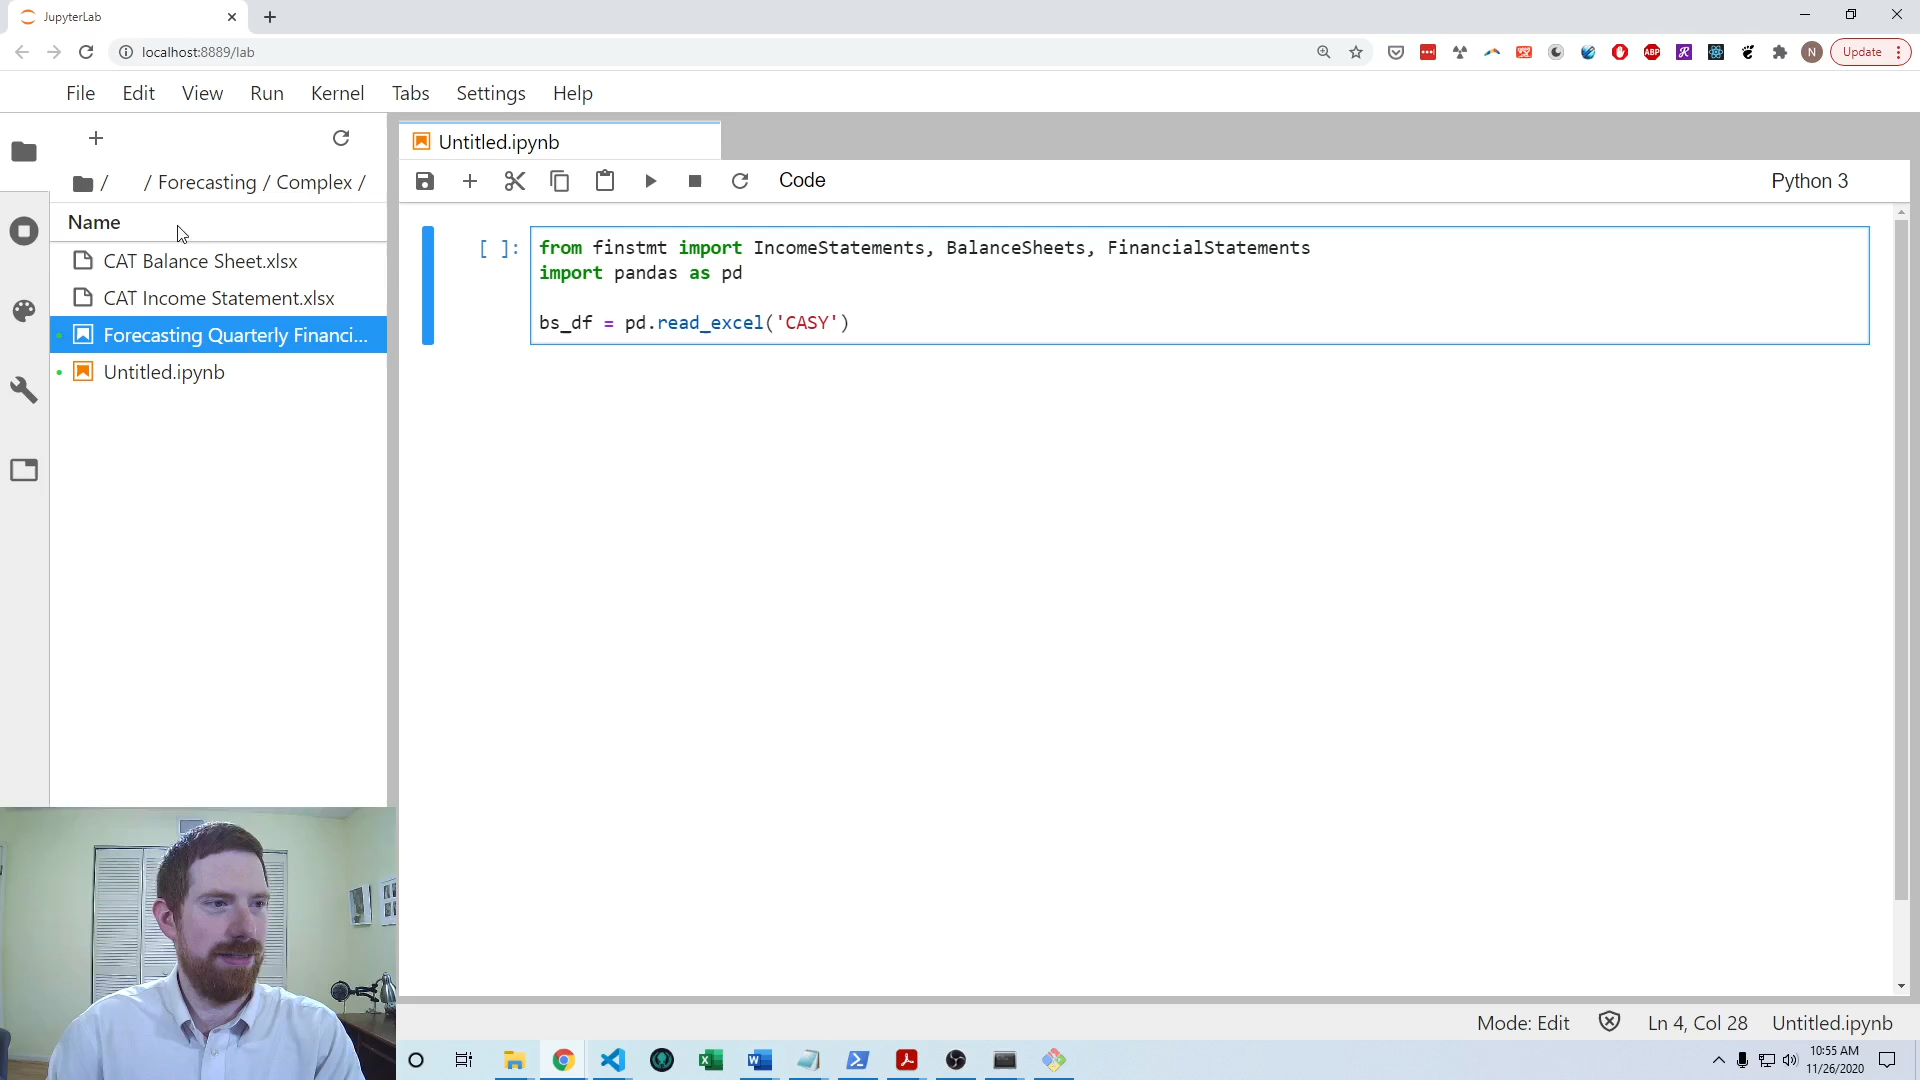 JupyterLab
localhost:8889/lab
ABP
N
Update
File Edit View Run Kernel Tabs Settings Help
Untitled.ipynb
/ / Forecasting / Complex /
Code
Python 3
Name
CAT Balance Sheet.xlsx
CAT Income Statement.xlsx
Forecasting Quarterly Financi...
Untitled.ipynb
[ ]:
from finstmt import IncomeStatements, BalanceSheets, FinancialStatements
import pandas as pd
bs_df = pd.read_excel('CASY')
Mode: Edit
Ln 4, Col 28
Untitled.ipynb
10:55 AM
11/26/2020